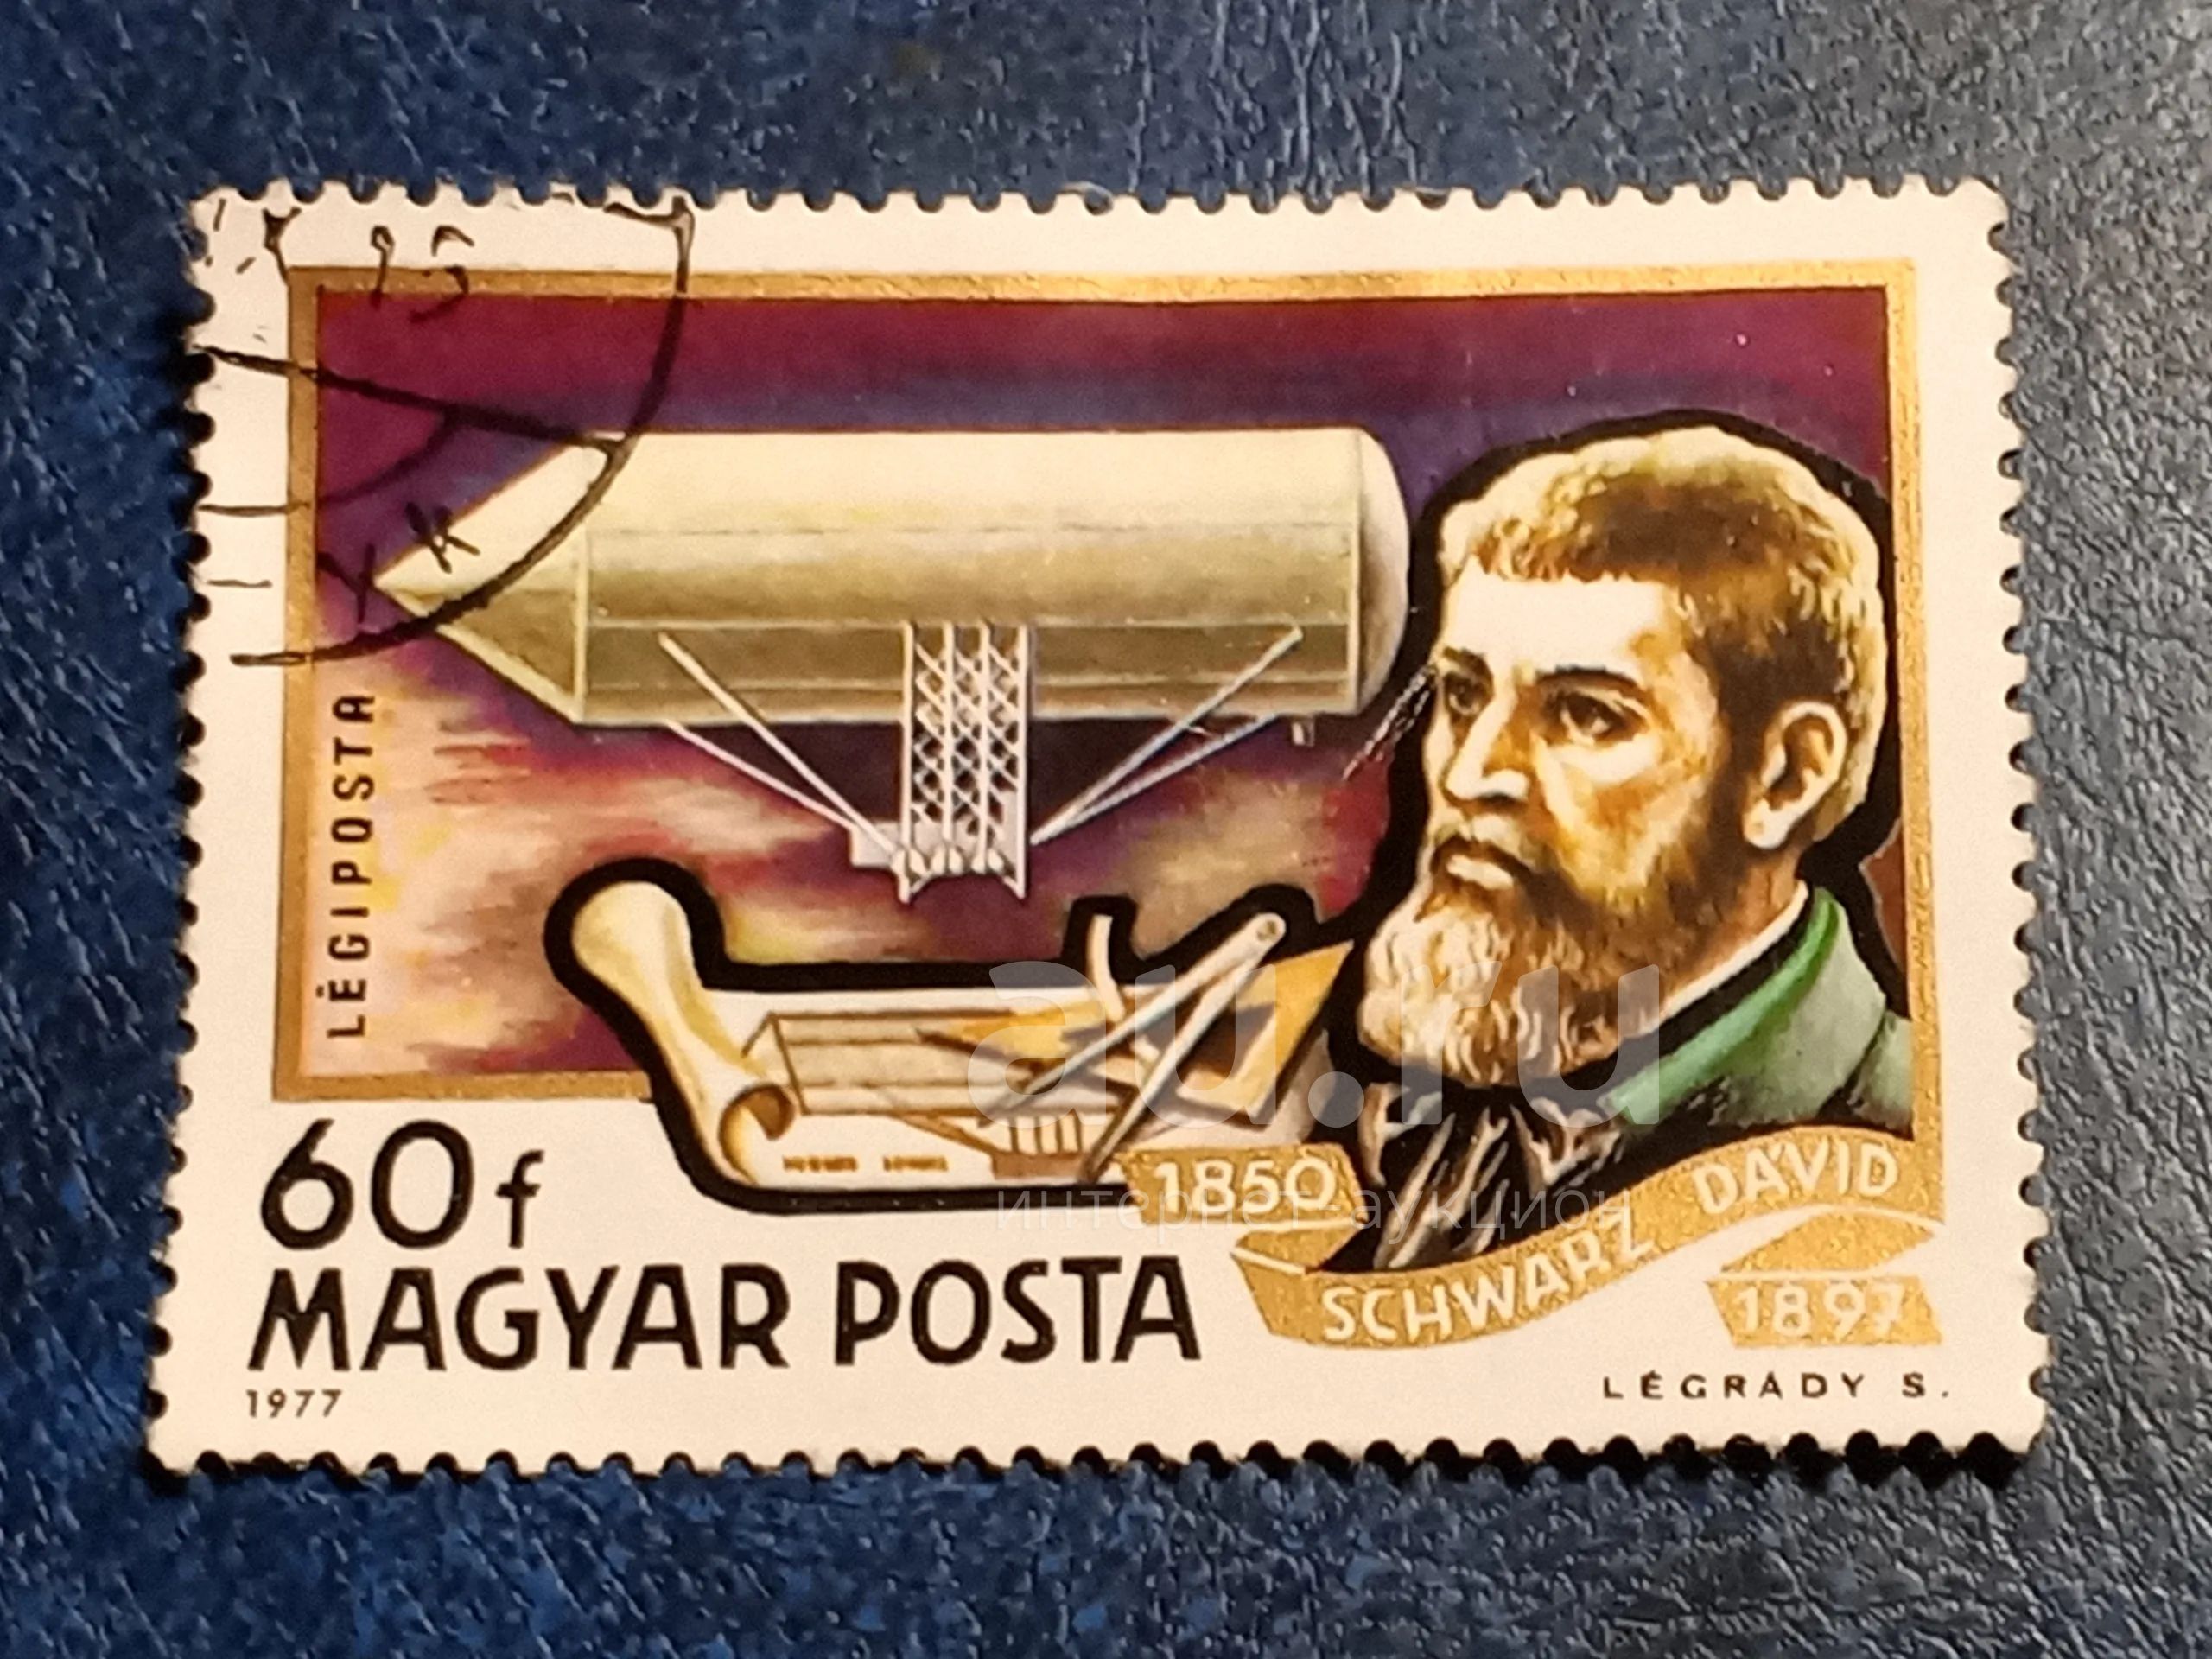 LÉGIPOSTA
60f
MAGYAR POSTA
1977
1850
SCHWARZ DÁVID
1897
LÉGRÁDY S.
au.ru
интернет-аукцион